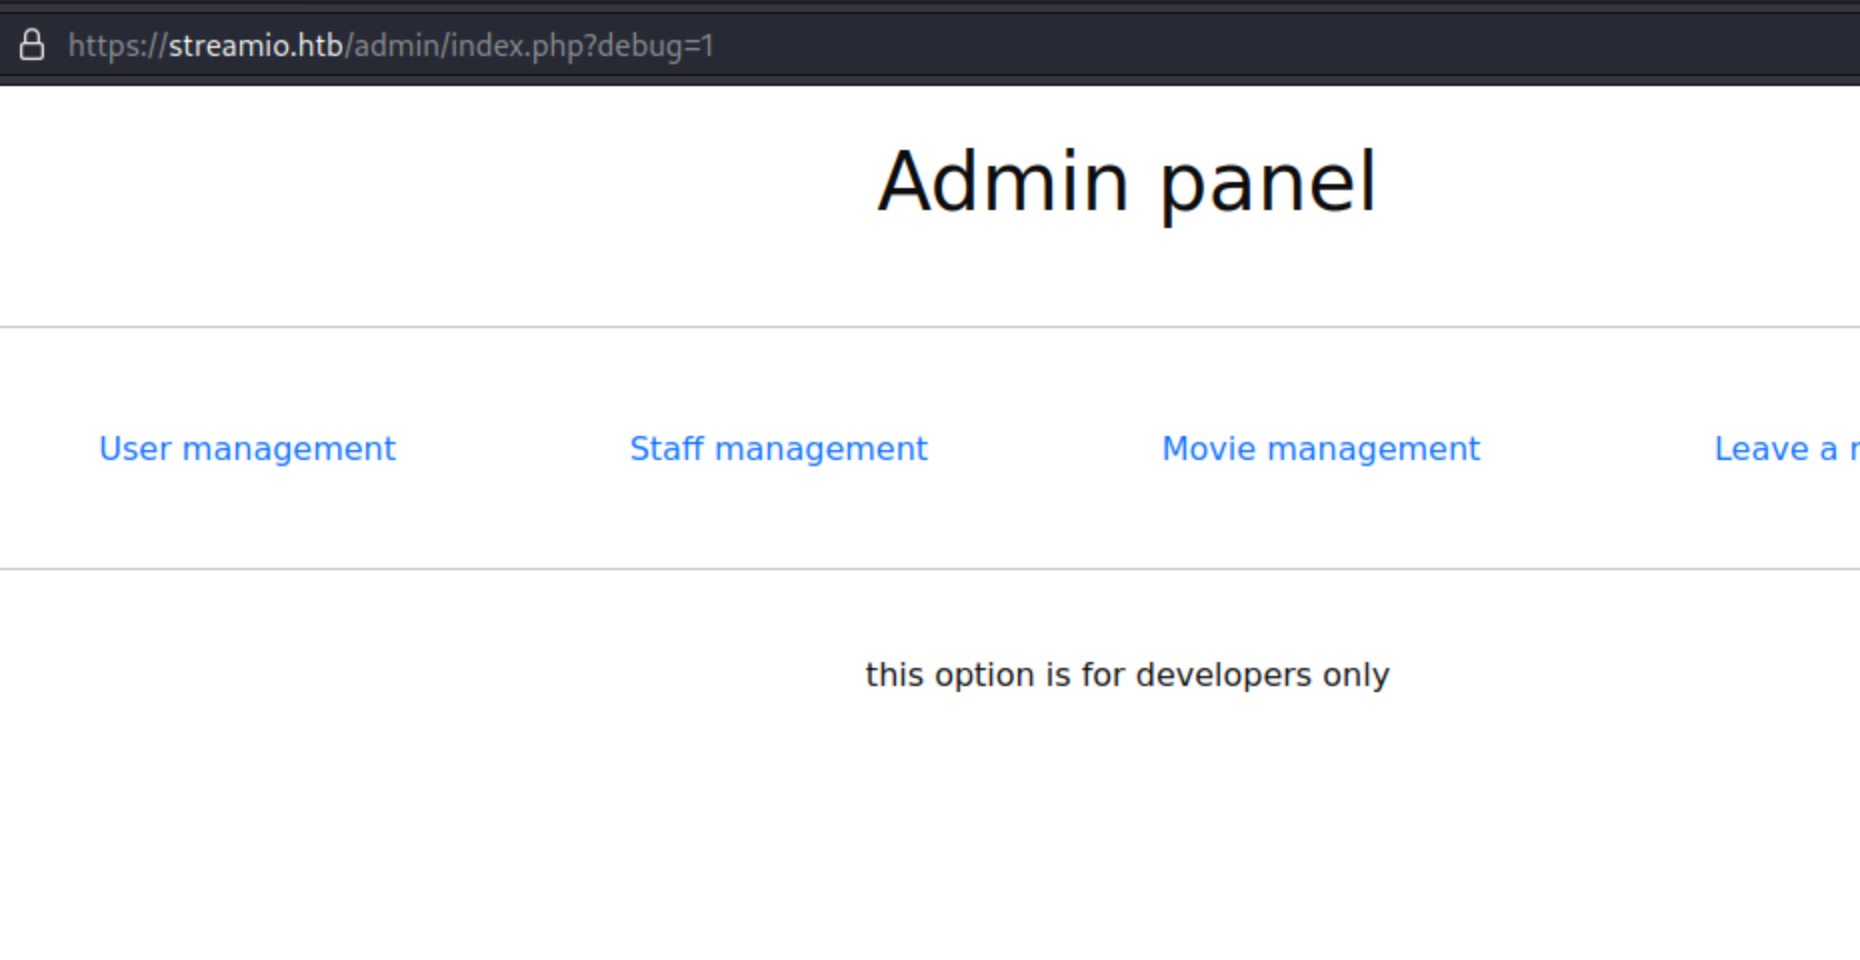 https://streamio.htb/admin/index.php?debug=1
Admin panel
User management Staff management Movie management Leave a
this option is for developers only